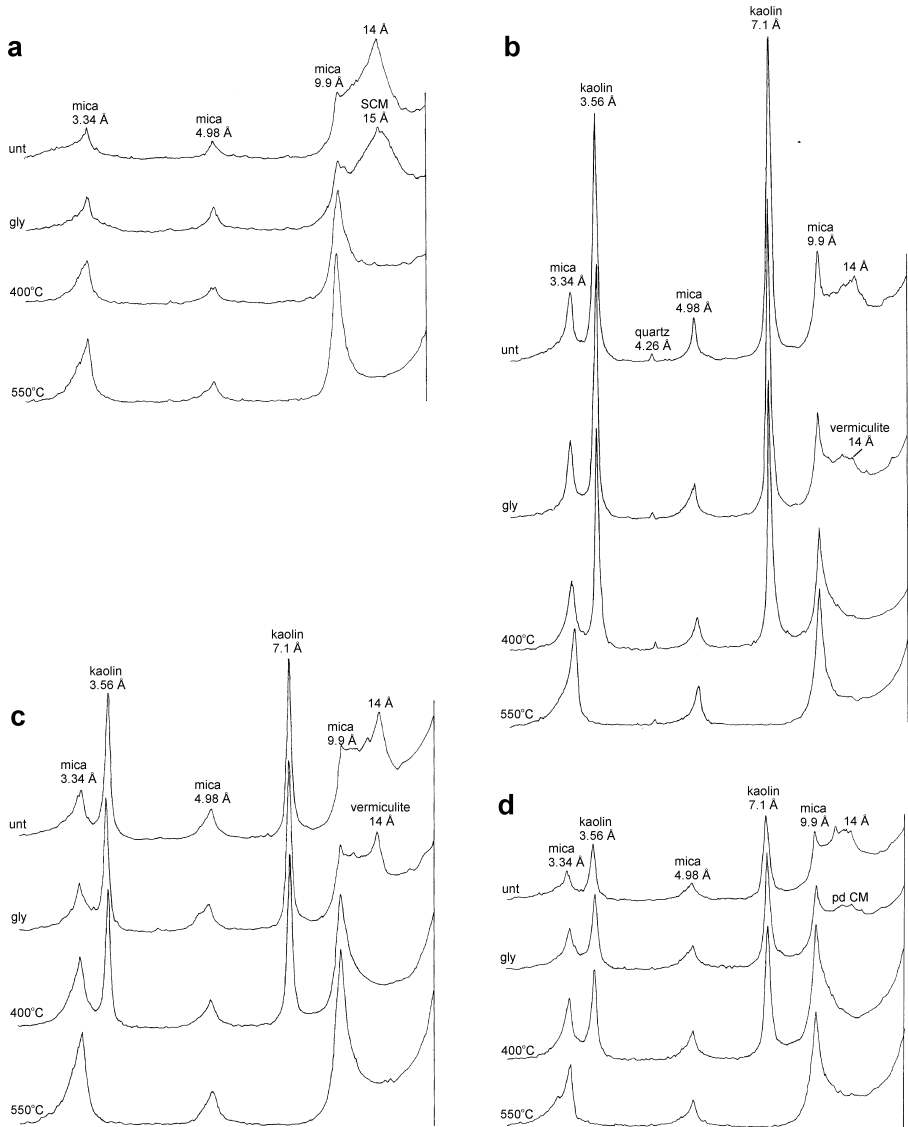 a
14 Å
mica
9.9 Å
SCM
15 Å
mica
3.34 Å
mica
4.98 Å
unt
gly
400°C
550°C
b
kaolin
7.1 Å
kaolin
3.56 Å
mica
9.9 Å
14 Å
mica
3.34 Å
mica
4.98 Å
quartz
4.26 Å
unt
vermiculite
14 Å
gly
400°C
550°C
c
kaolin
7.1 Å
kaolin
3.56 Å
14 Å
mica
9.9 Å
mica
3.34 Å
mica
4.98 Å
vermiculite
14 Å
unt
gly
400°C
550°C
d
kaolin
7.1 Å
mica
9.9 Å
14 Å
kaolin
3.56 Å
mica
3.34 Å
mica
4.98 Å
unt
pd CM
gly
400°C
550°C